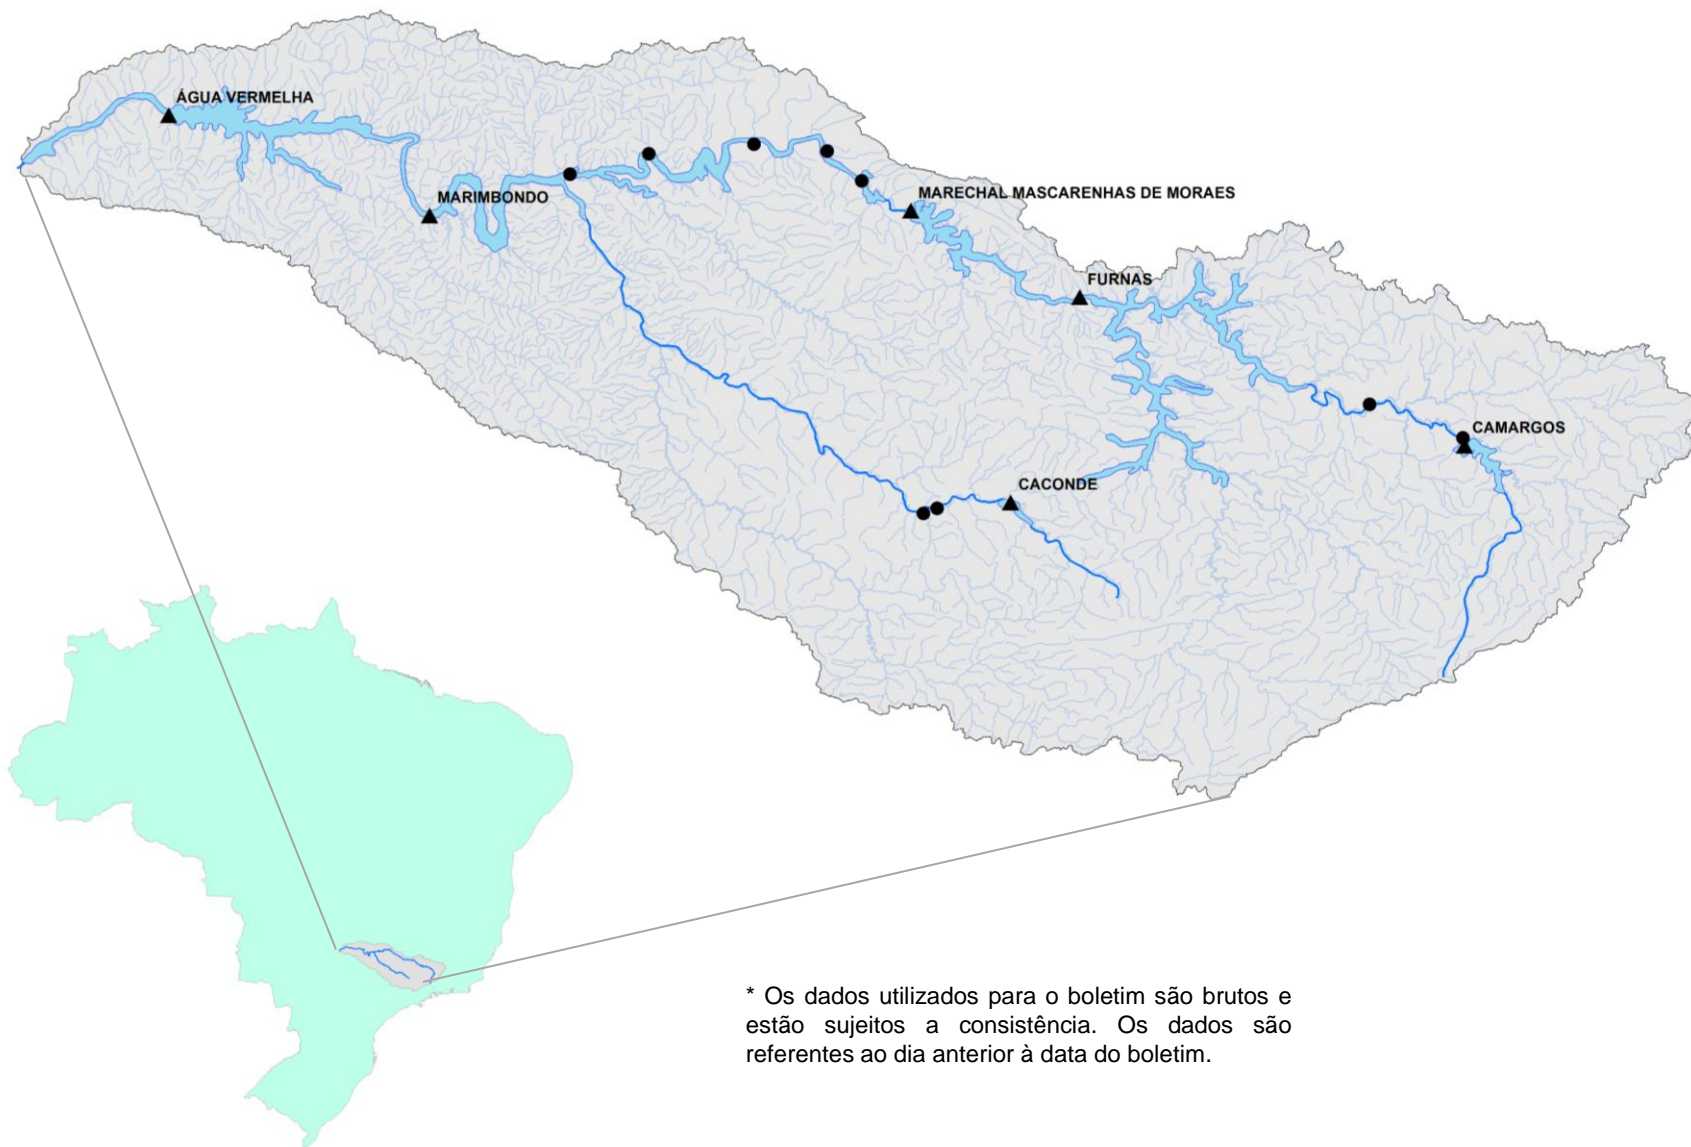 ÁGUA VERMELHA
MARIMBONDO
MARECHAL MASCARENHAS DE MORAES
FURNAS
CAMARGOS
CACONDE
* Os dados utilizados para o boletim são brutos e
estão sujeitos a consistência. Os dados são
referentes ao dia anterior à data do boletim.